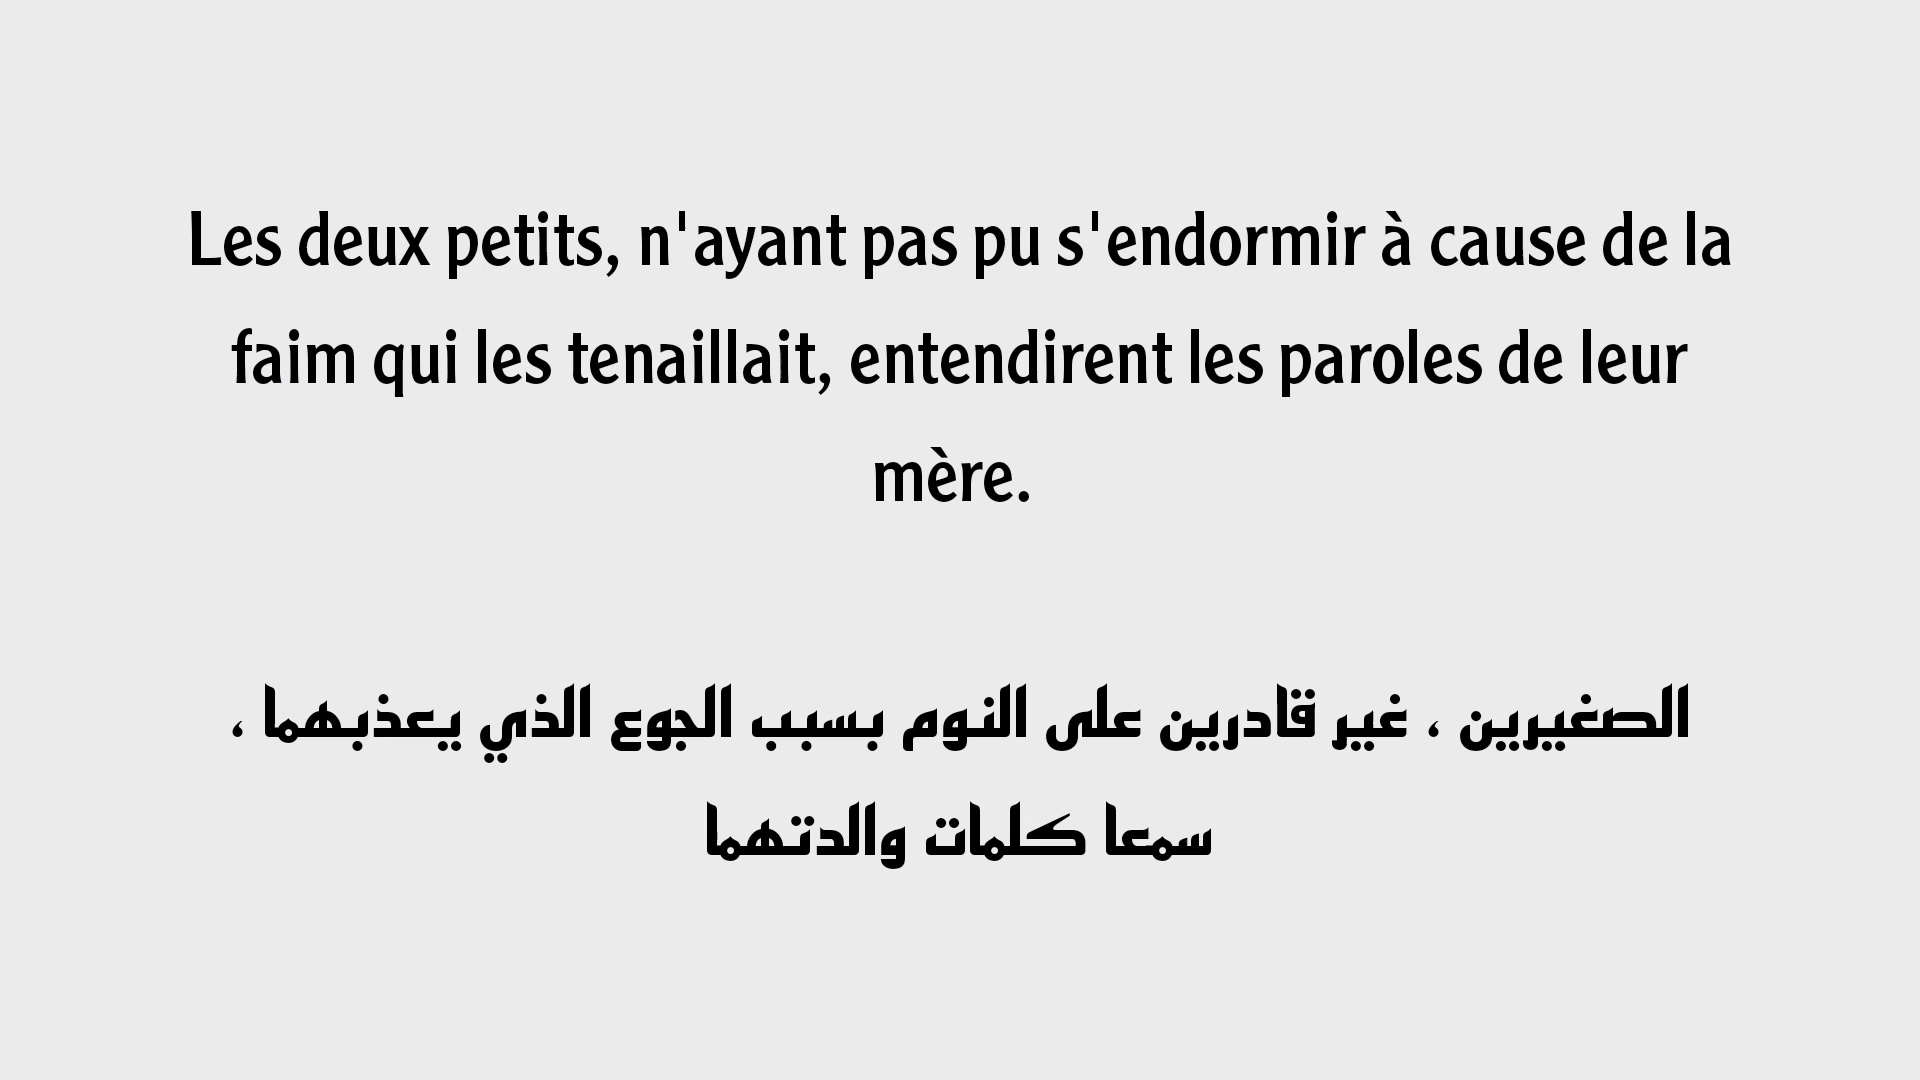 Les deux petits, n'ayant pas pu s'endormir à cause de la
faim qui les tenaillait, entendirent les paroles de leur
mère.
الصغيرين ، غير قادرين على النوم بسبب الجوع الذي يعذبهما ،
سمعا كلمات والدتهما